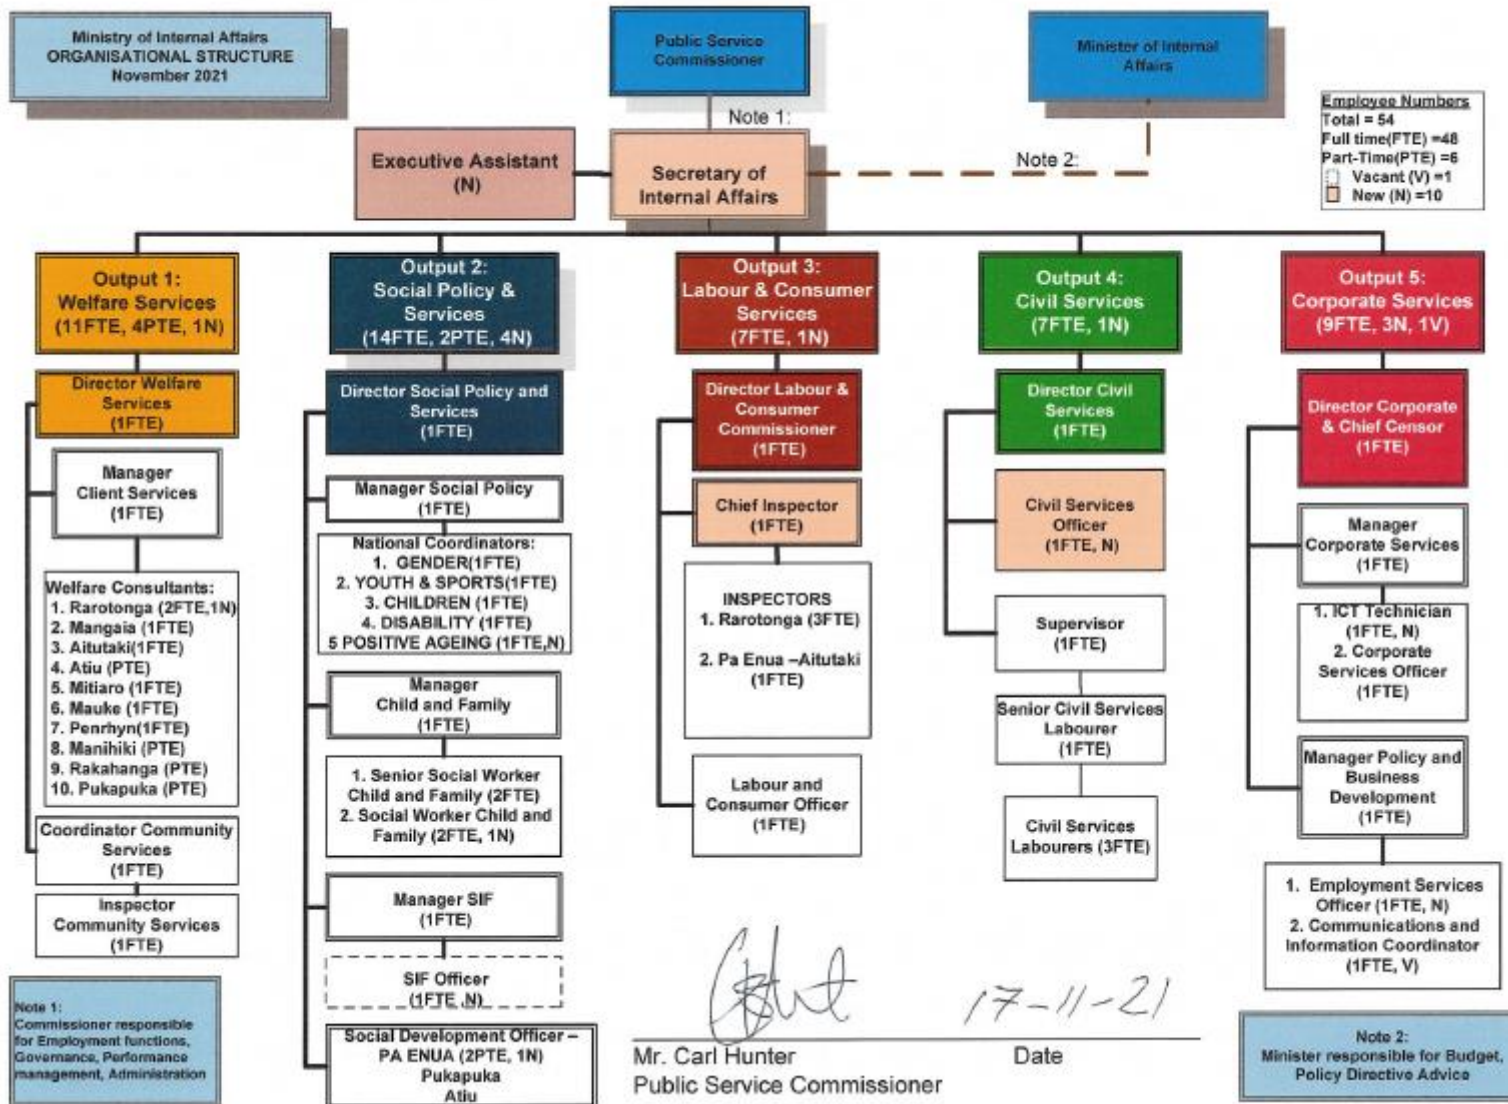 Ministry of Internal Affairs
ORGANISATIONAL STRUCTURE
November 2021
Public Service
Commissioner
Minister of Internal
Affairs
Note 1:
Note 2:
Employee Numbers
Total = 54
Full time(FTE) =48
Part-Time(PTE) =6
Vacant (V) =1
New (N) =10
Executive Assistant
(N)
Secretary of
Internal Affairs
Output 1:
Welfare Services
(11FTE, 4PTE, 1N)
Director Welfare
Services
(1FTE)
Manager
Client Services
(1FTE)
Welfare Consultants:
1. Rarotonga (2FTE,1N)
2. Mangaia (1FTE)
3. Aitutaki(1FTE)
4. Atiu (PTE)
5. Mitiaro (1FTE)
6. Mauke (1FTE)
7. Penrhyn(1FTE)
8. Manihiki (PTE)
9. Rakahanga (PTE)
10. Pukapuka (PTE)
Coordinator Community
Services
(1FTE)
Inspector
Community Services
(1FTE)
Output 2:
Social Policy &
Services
(14FTE, 2PTE, 4N)
Director Social Policy and
Services
(1FTE)
Manager Social Policy
(1FTE)
National Coordinators:
1. GENDER(1FTE)
2. YOUTH & SPORTS(1FTE)
3. CHILDREN (1FTE)
4. DISABILITY (1FTE)
5 POSITIVE AGEING (1FTE,N)
Manager
Child and Family
(1FTE)
1. Senior Social Worker
Child and Family (2FTE)
2. Social Worker Child and
Family (2FTE, 1N)
Manager SIF
(1FTE)
SIF Officer
(1FTE ,N)
Social Development Officer –
PA ENUA (2PTE, 1N)
Pukapuka
Atiu
Output 3:
Labour & Consumer
Services
(7FTE, 1N)
Director Labour &
Consumer
Commissioner
(1FTE)
Chief Inspector
(1FTE)
INSPECTORS
1. Rarotonga (3FTE)
2. Pa Enua –Aitutaki
(1FTE)
Labour and
Consumer Officer
(1FTE)
Output 4:
Civil Services
(7FTE, 1N)
Director Civil
Services
(1FTE)
Civil Services
Officer
(1FTE, N)
Supervisor
(1FTE)
Senior Civil Services
Labourer
(1FTE)
Civil Services
Labourers (3FTE)
Output 5:
Corporate Services
(9FTE, 3N, 1V)
Director Corporate
& Chief Censor
(1FTE)
Manager
Corporate Services
(1FTE)
1. ICT Technician
(1FTE, N)
2. Corporate
Services Officer
(1FTE)
Manager Policy and
Business
Development
(1FTE)
1. Employment Services
Officer (1FTE, N)
2. Communications and
Information Coordinator
(1FTE, V)
Note 1:
Commissioner responsible
for Employment functions,
Governance, Performance
management, Administration
17-11-21
Mr. Carl Hunter
Public Service Commissioner
Date
Note 2:
Minister responsible for Budget,
Policy Directive Advice